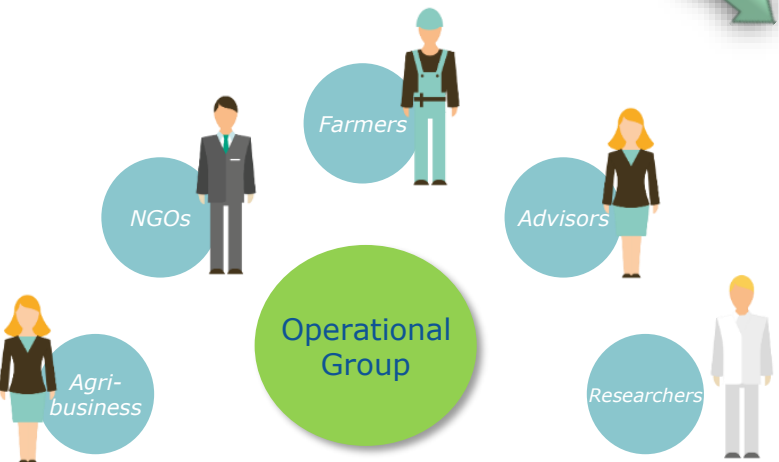 Farmers
NGOs
Advisors
Operational
Group
Agri-
business
Researchers